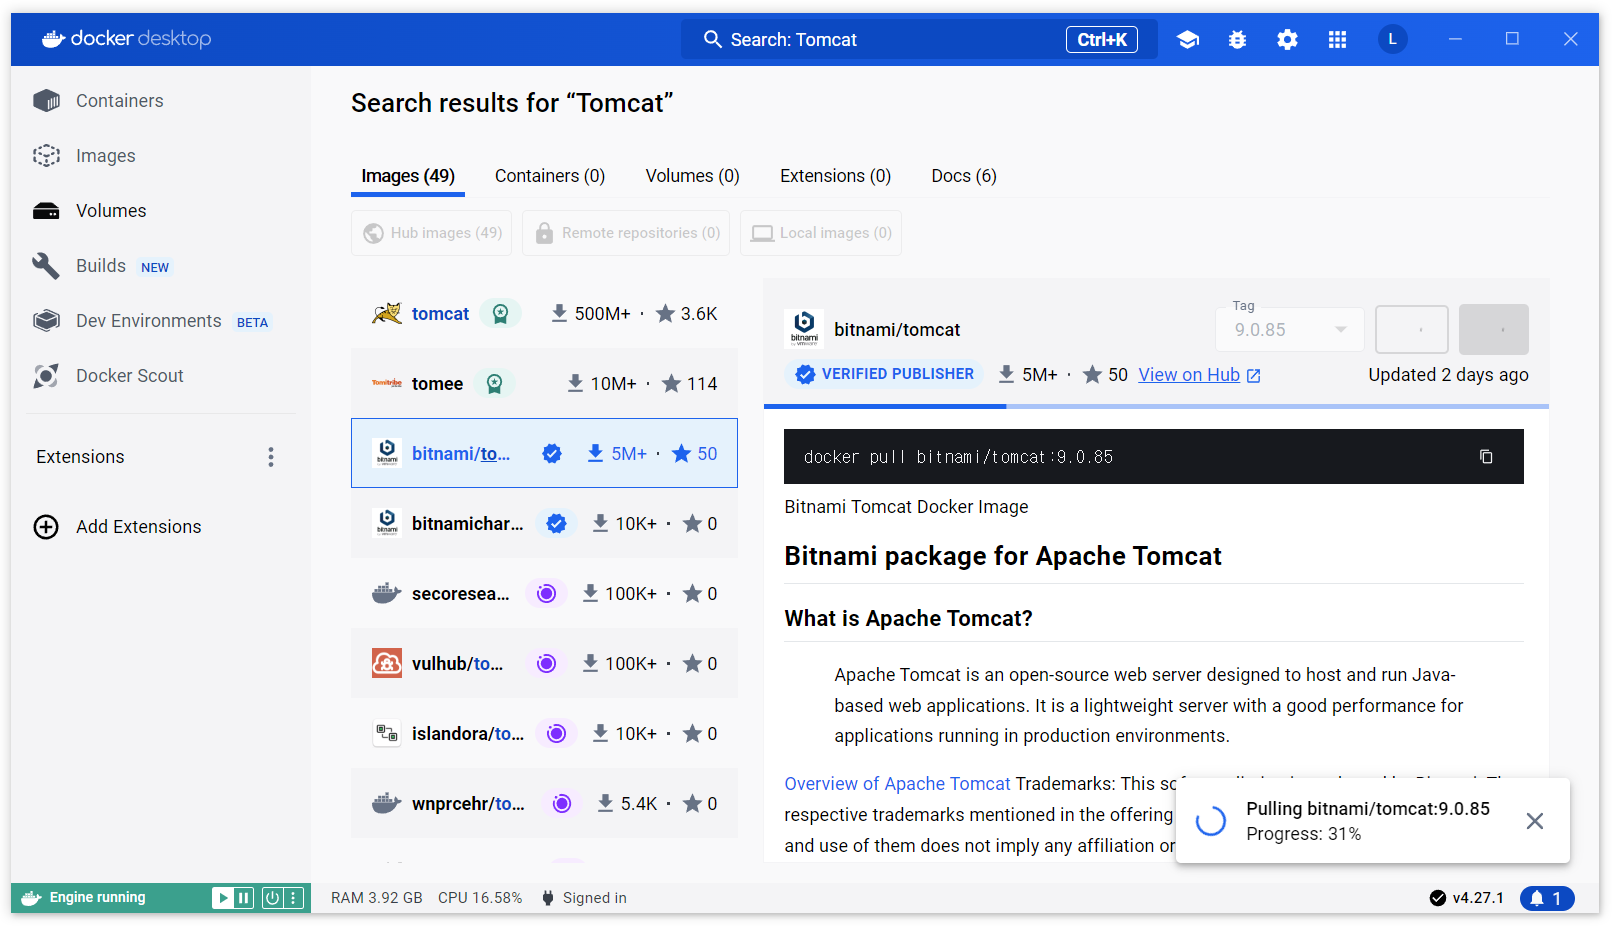 docker desktop
Search: Tomcat
Ctrl+K
L
Containers
Images
Volumes
Builds NEW
Dev Environments BETA
Docker Scout
Extensions
Add Extensions
Search results for “Tomcat”
Images (49)
Containers (0)
Volumes (0)
Extensions (0)
Docs (6)
Hub images (49)
Remote repositories (0)
Local images (0)
tomcat 500M+ · 3.6K
Tomitribe tomee 10M+ · 114
bitnami bitnami/to... 5M+ · 50
bitnami bitnamichar... 10K+ · 0
secoresea... 100K+ · 0
vulhub/to... 100K+ · 0
islandora/to... 10K+ · 0
wnprcehr/to... 5.4K · 0
bitnami
by vmware
bitnami/tomcat
Tag
9.0.85
VERIFIED PUBLISHER 5M+ · 50 View on Hub
Updated 2 days ago
docker pull bitnami/tomcat:9.0.85
Bitnami Tomcat Docker Image
Bitnami package for Apache Tomcat
What is Apache Tomcat?
Apache Tomcat is an open-source web server designed to host and run Java-
based web applications. It is a lightweight server with a good performance for
applications running in production environments.
Overview of Apache Tomcat Trademarks: This
respective trademarks mentioned in the offering
and use of them does not imply any affiliation or
Pulling bitnami/tomcat:9.0.85
Progress: 31%
Engine running
RAM 3.92 GB CPU 16.58% Signed in
v4.27.1
1